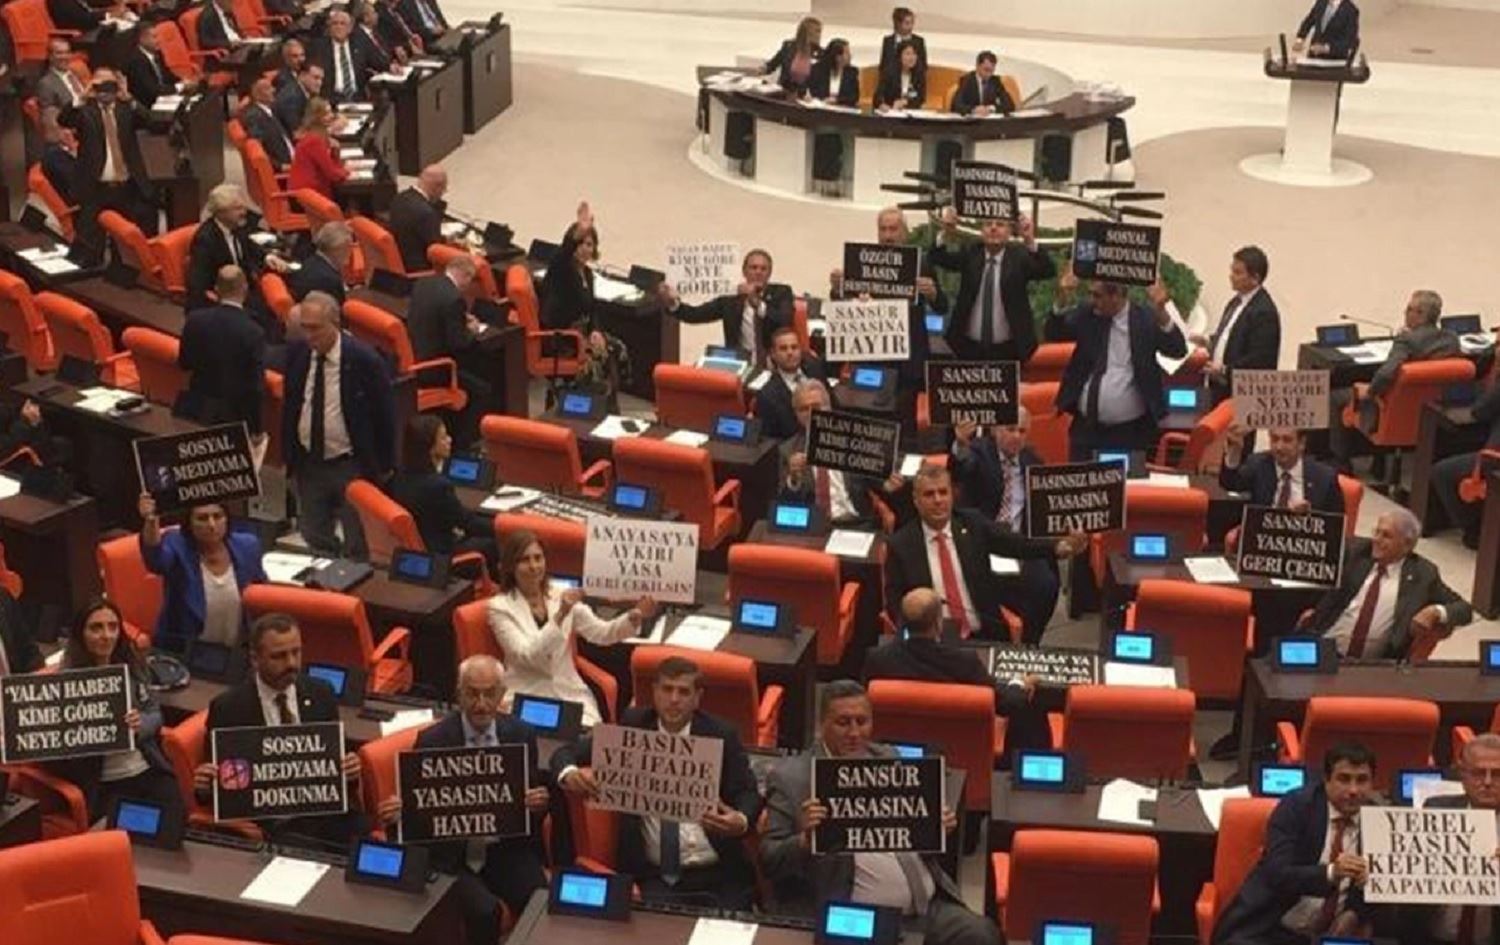 BASINSIZ BASIN
YASASINA
HAYIR!
SOSYAL
MEDYAMA
DOKUNMA
'YALAN HABER'
KİME GÖRE
NEYE
GÖRE?
ÖZGÜR
BASIN
SUSTURULAMAZ
SANSÜR
YASASINA
HAYIR
SANSÜR
YASASINA
HAYIR
'YALAN HABER'
KİME GÖRE
NEYE
GÖRE?
'YALAN HABER'
KİME GÖRE,
NEYE GÖRE?
SOSYAL
MEDYAMA
DOKUNMA
BASINSIZ BASIN
YASASINA
HAYIR!
SANSÜR
YASASINI
GERİ ÇEKİN
ANAYASA'YA
AYKIRI
YASA
GERİ ÇEKİLSİN!
ANAYASA'YA
AYKIRI YASA
GERİ ÇEKİLSİN
'YALAN HABER'
KİME GÖRE,
NEYE GÖRE?
SOSYAL
MEDYAMA
DOKUNMA
SANSÜR
YASASINA
HAYIR
BASIN
VE İFADE
ÖZGÜRLÜĞÜ
İSTİYORUZ
SANSÜR
YASASINA
HAYIR
YEREL
BASIN
KEPENEK
KAPATACAK!